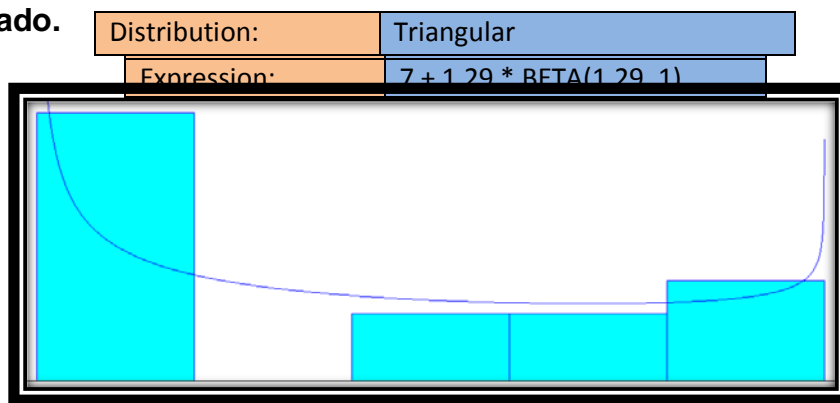 ado.
Distribution: Triangular
Expression: 7 + 1.29 * BETA(1.29, 1)